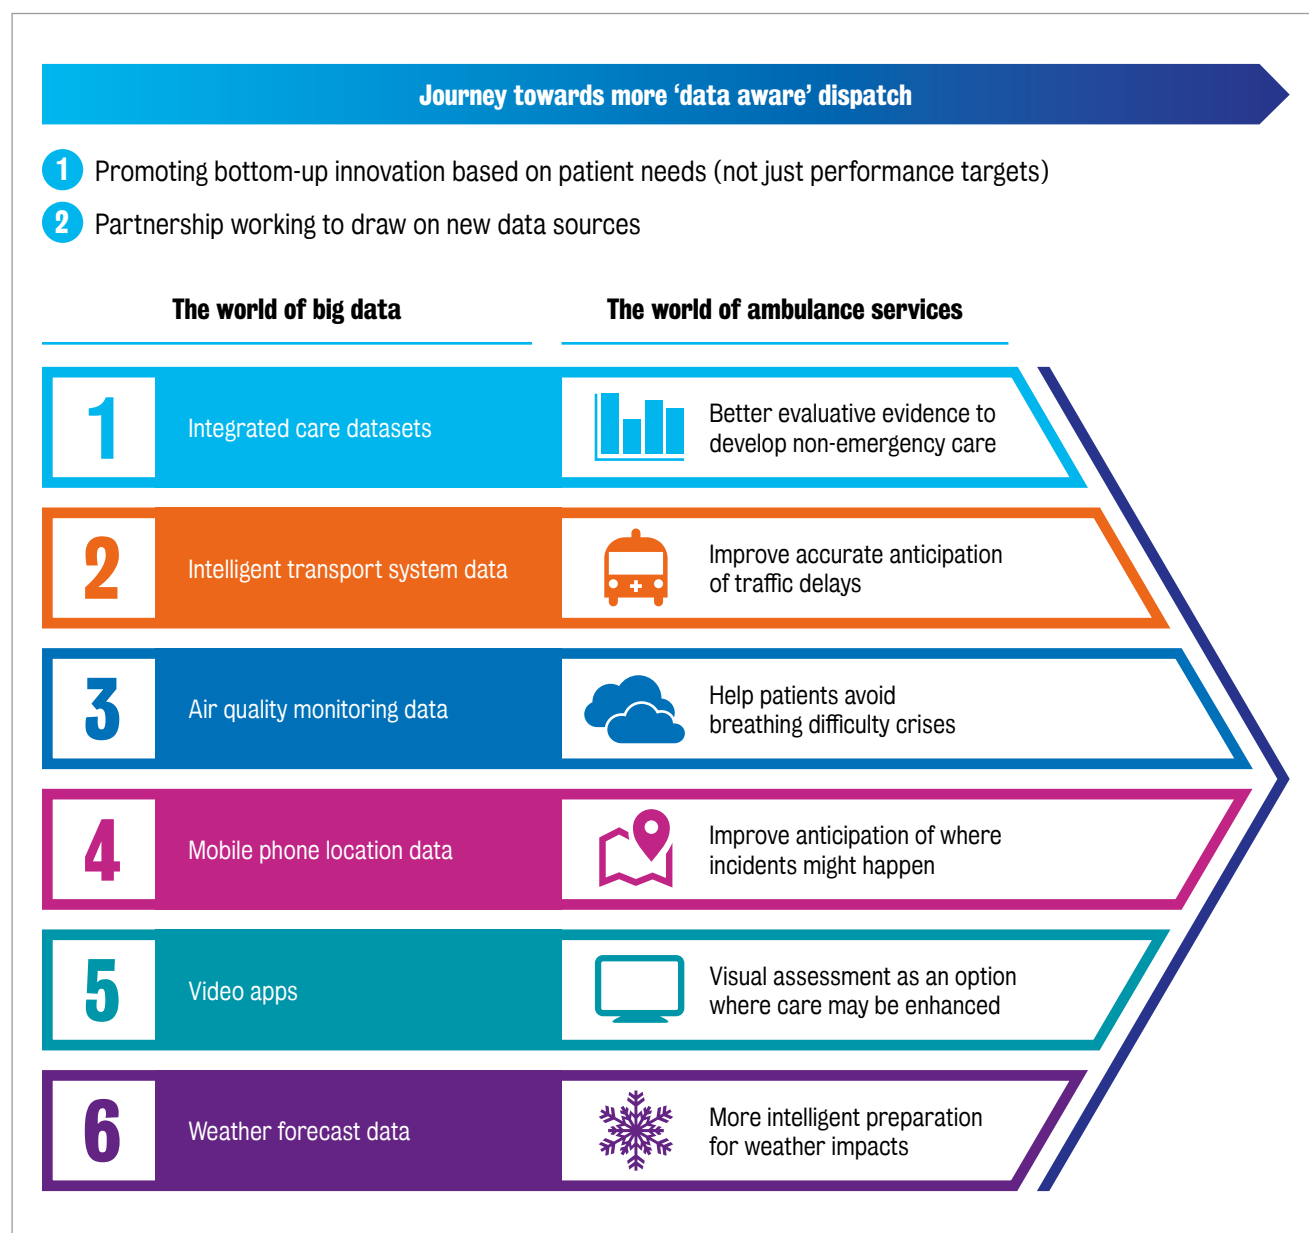 Journey towards more ‘data aware’ dispatch
1 Promoting bottom-up innovation based on patient needs (not just performance targets)
2 Partnership working to draw on new data sources
The world of big data
The world of ambulance services
1
Integrated care datasets
Better evaluative evidence to
develop non-emergency care
2
Intelligent transport system data
Improve accurate anticipation
of traffic delays
3
Air quality monitoring data
Help patients avoid
breathing difficulty crises
4
Mobile phone location data
Improve anticipation of where
incidents might happen
5
Video apps
Visual assessment as an option
where care may be enhanced
6
Weather forecast data
More intelligent preparation
for weather impacts